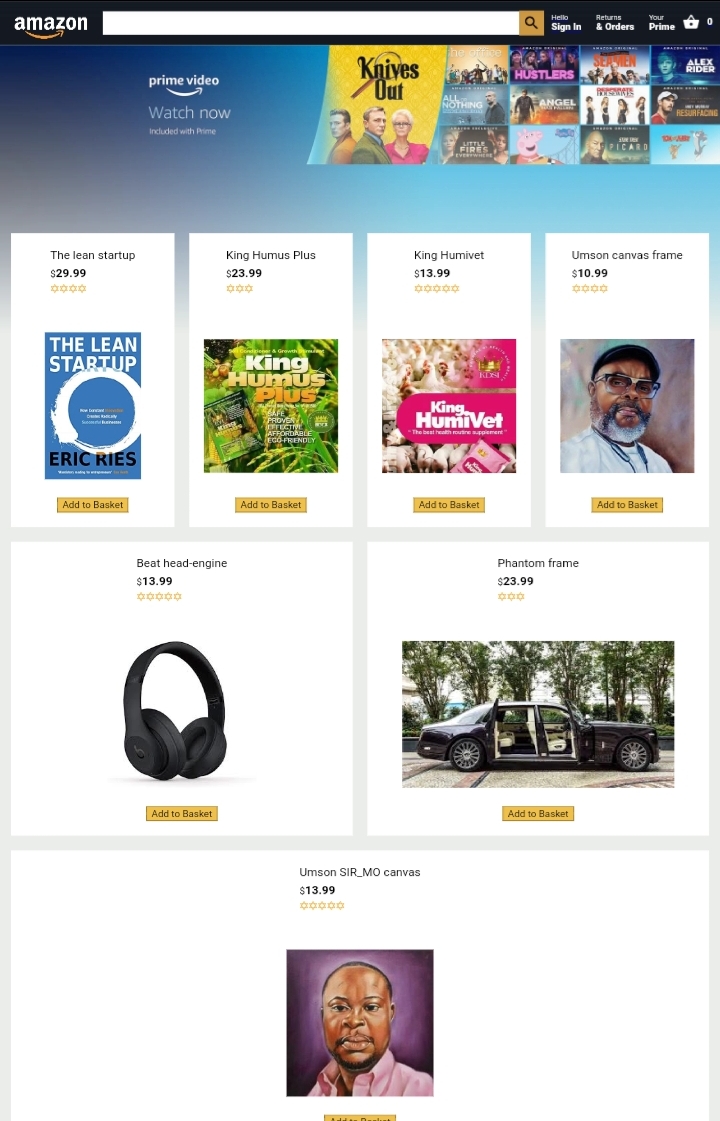 amazon
Hello
Sign In
Returns
& Orders
Your
Prime
0
prime video
Watch now
Included with Prime
Knives
Out
the office
HUSTLERS
ALEX
RIDER
ALL
NOTHING
ANGEL
DESPERATE
HOUSEWIVES
RESURFACING
LITTLE
FIRES
EVERYWHERE
PICARD
The lean startup
$29.99
THE LEAN
STARTUP
ERIC RIES
Add to Basket
King Humus Plus
$23.99
King
Humus
Plus
SAFE
PROVEN
EFFECTIVE
AFFORDABLE
ECO-FRIENDLY
Add to Basket
King Humivet
$13.99
King
HumiVet
"The best health routine supplement"
Add to Basket
Umson canvas frame
$10.99
Add to Basket
Beat head-engine
$13.99
Add to Basket
Phantom frame
$23.99
Add to Basket
Umson SIR_MO canvas
$13.99
Add to Basket